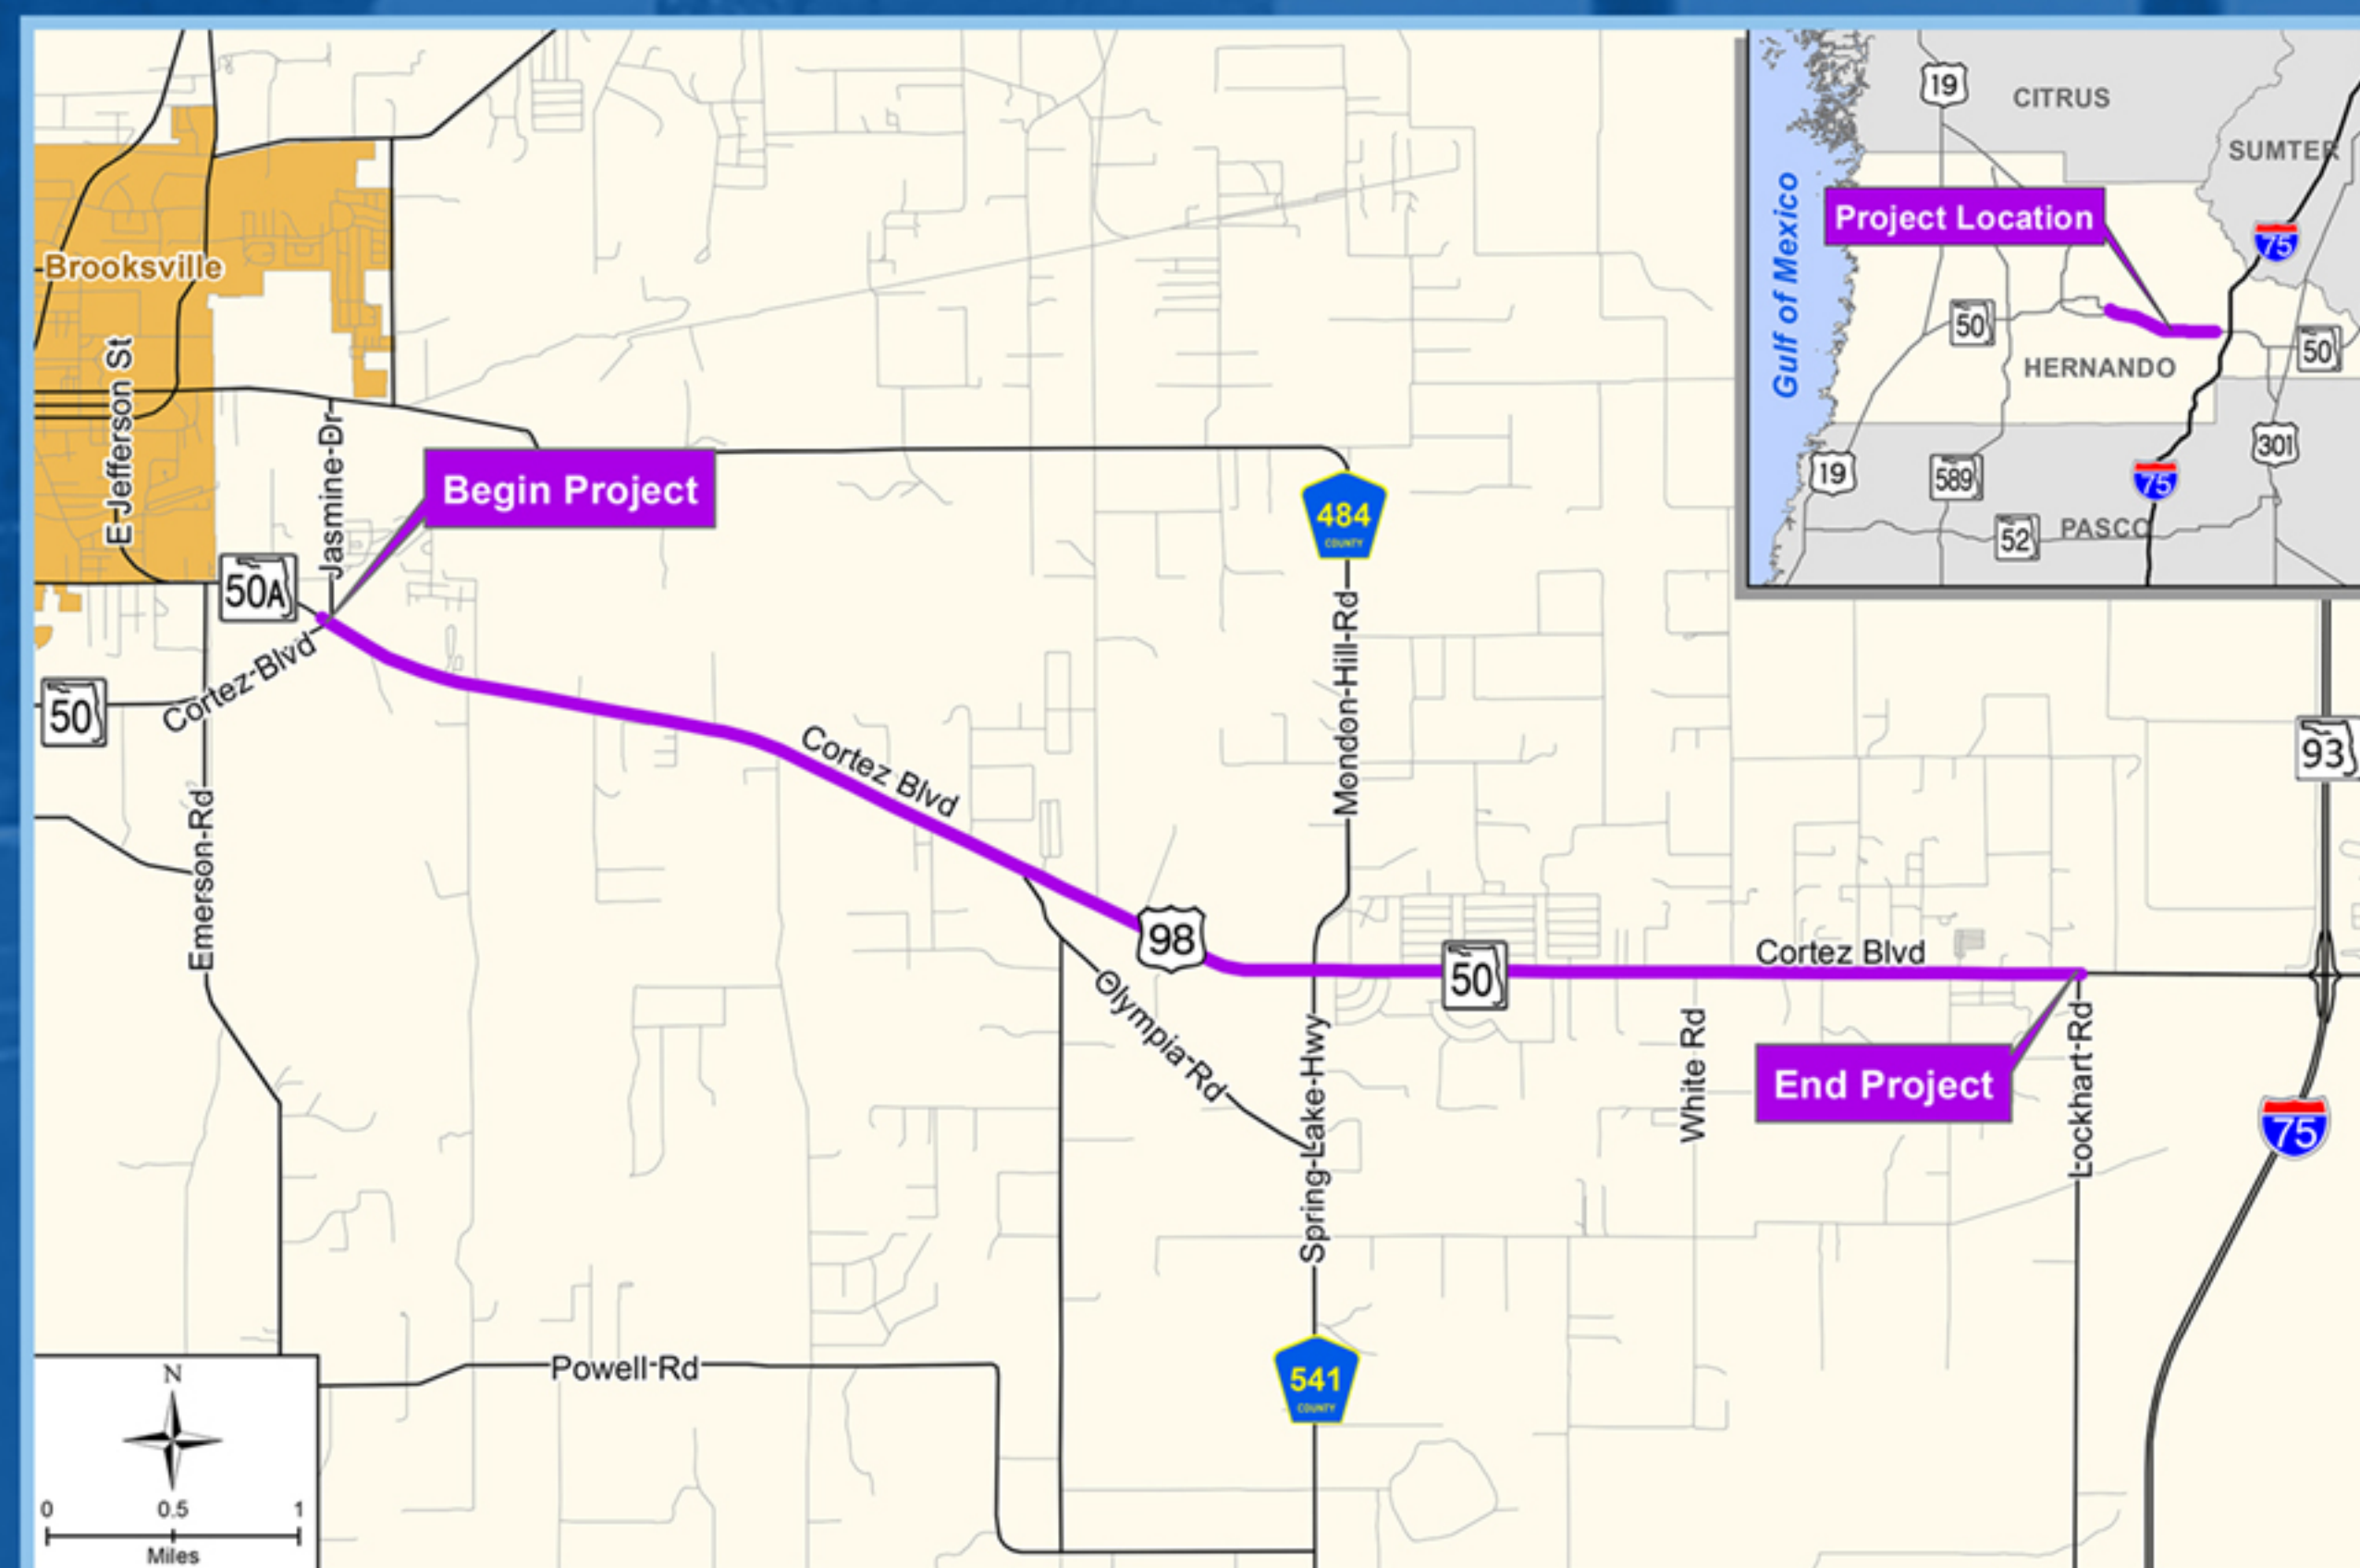 Brooksville
E Jefferson St
Jasmine Dr
Begin Project
50A
Cortez Blvd
50
Emerson Rd
Cortez Blvd
484
COUNTY
Mondon Hill Rd
98
Olympia Rd
50
Spring Lake Hwy
Cortez Blvd
White Rd
End Project
Lockhart Rd
93
75
Powell Rd
541
COUNTY
N
0 0.5 1
Miles
19
CITRUS
SUMTER
Gulf of Mexico
Project Location
75
50
50
HERNANDO
19
589
75
301
52
PASCO